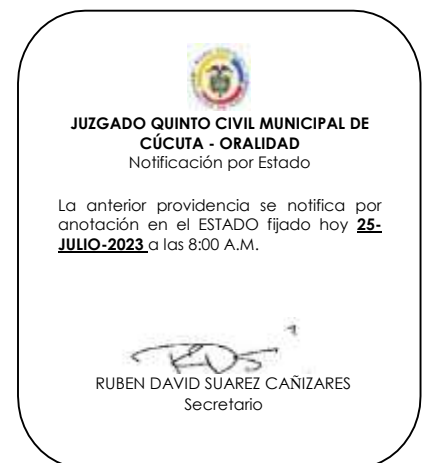 JUZGADO QUINTO CIVIL MUNICIPAL DE
CÚCUTA - ORALIDAD
Notificación por Estado
La anterior providencia se notifica por
anotación en el ESTADO fijado hoy 25-
JULIO-2023 a las 8:00 A.M.
RUBEN DAVID SUAREZ CAÑIZARES
Secretario